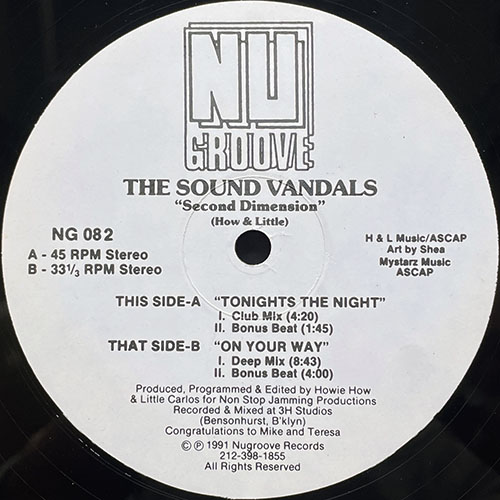 NU
GROOVE
THE SOUND VANDALS
"Second Dimension"
(How & Little)
NG 082
A - 45 RPM Stereo
B - 33⅓ RPM Stereo
H & L Music/ASCAP
Art by Shea
Mystarz Music
ASCAP
THIS SIDE-A "TONIGHTS THE NIGHT"
I. Club Mix (4:20)
II. Bonus Beat (1:45)
THAT SIDE-B "ON YOUR WAY"
I. Deep Mix (8:43)
II. Bonus Beat (4:00)
Produced, Programmed & Edited by Howie How
& Little Carlos for Non Stop Jamming Productions
Recorded & Mixed at 3H Studios
(Bensonhurst, B'klyn)
Congratulations to Mike and Teresa
© ℗ 1991 Nugroove Records
212-398-1855
All Rights Reserved